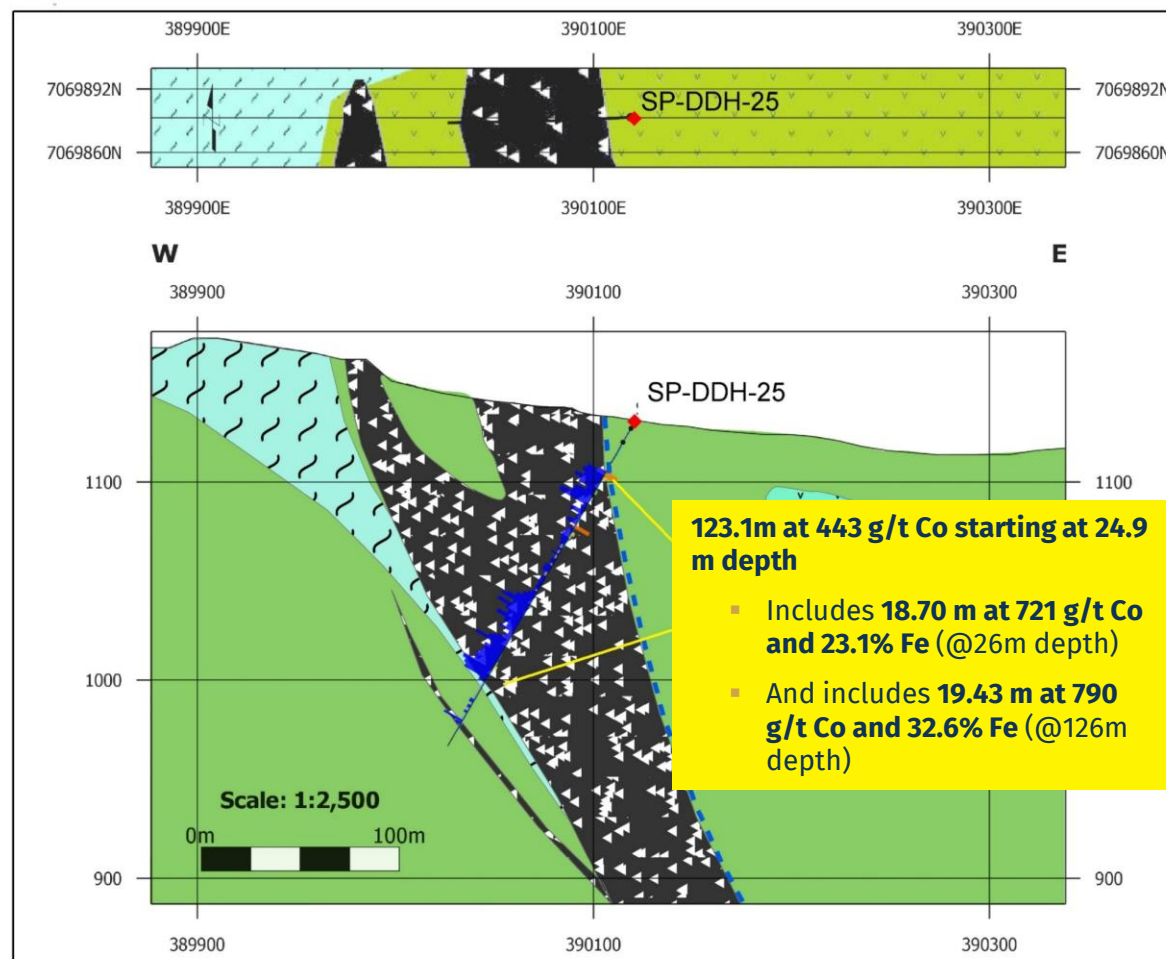 389900E 390100E 390300E
7069892N 7069892N
SP-DDH-25
7069860N 7069860N
389900E 390100E 390300E
W E
389900 390100 390300
SP-DDH-25
1100 1100
123.1m at 443 g/t Co starting at 24.9
m depth
▪ Includes 18.70 m at 721 g/t Co
and 23.1% Fe (@26m depth)
▪ And includes 19.43 m at 790
g/t Co and 32.6% Fe (@126m
depth)
1000
Scale: 1:2,500
0m 100m
900 900
389900 390100 390300